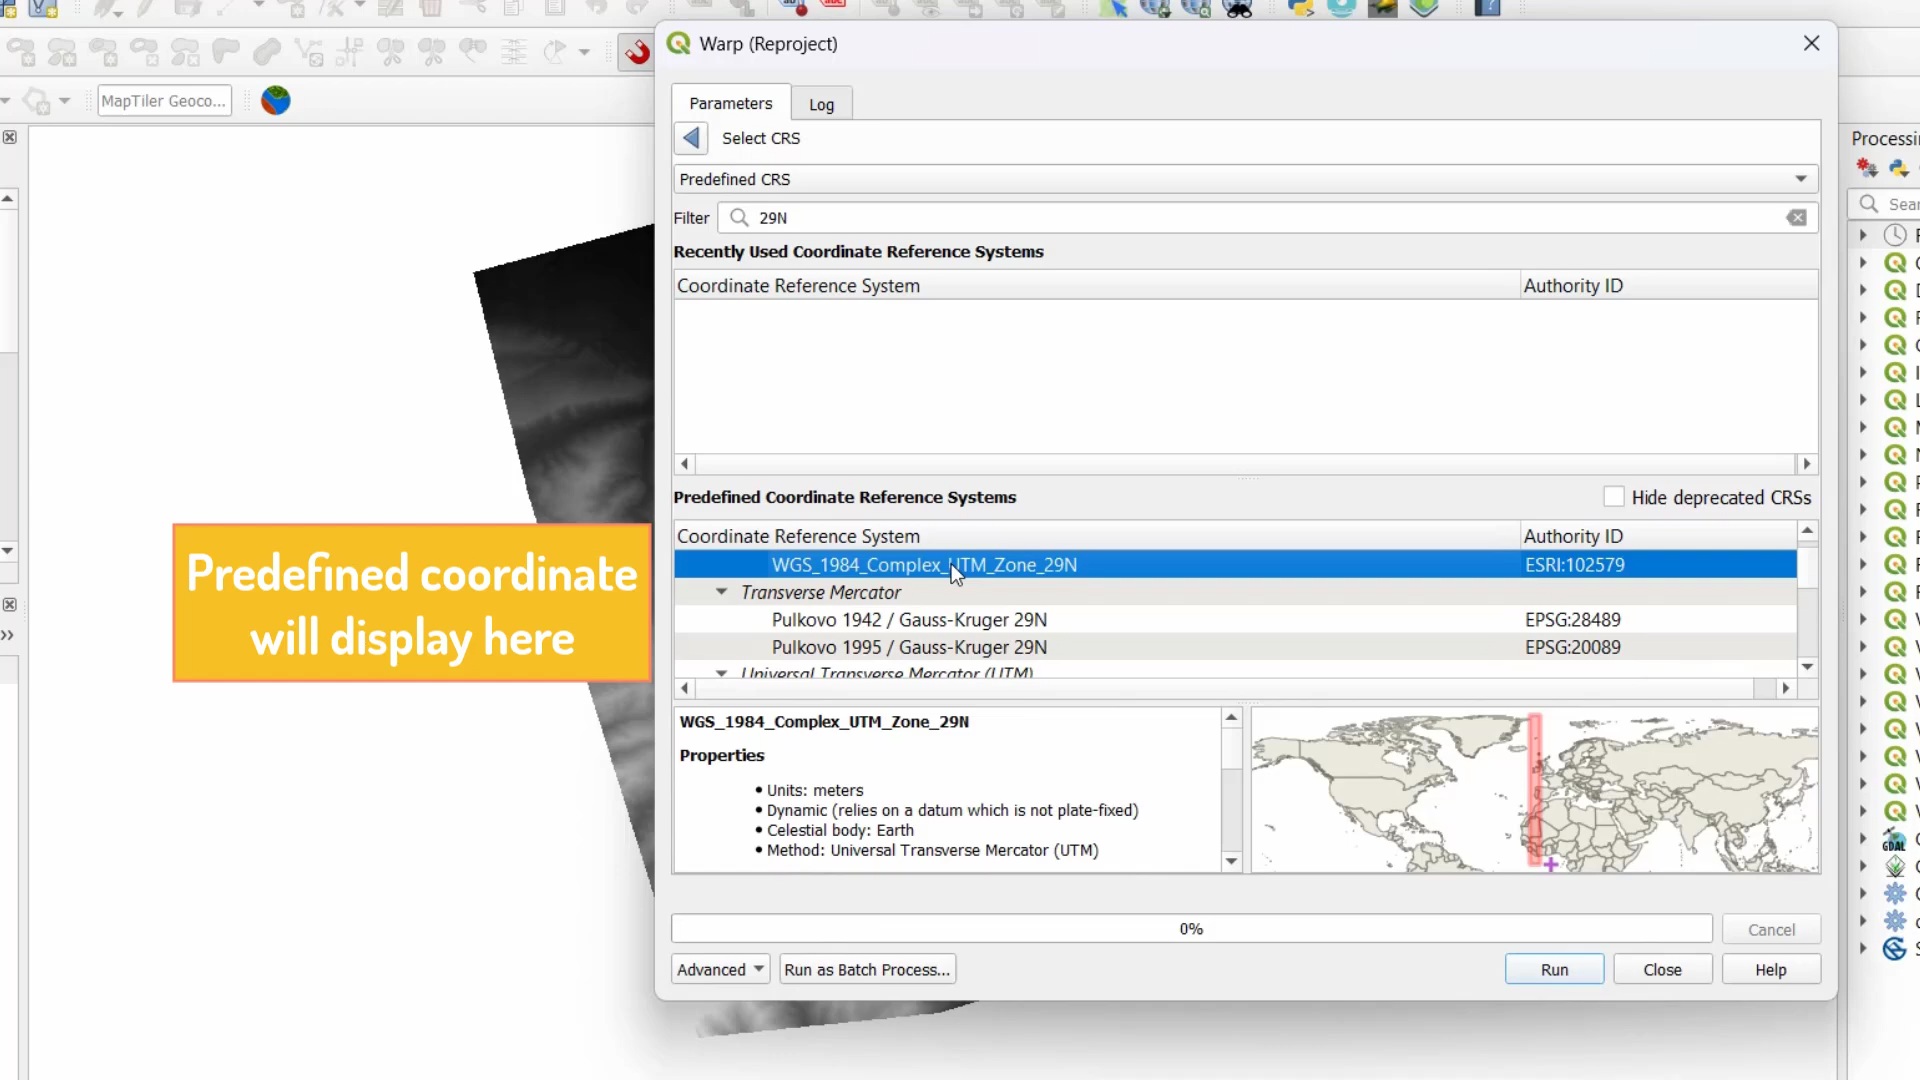 Warp (Reproject)
MapTiler Geoco...
Parameters
Log
Select CRS
Processi
Predefined CRS
Filter
29N
Sear
Recently Used Coordinate Reference Systems
Coordinate Reference System
Authority ID
Predefined Coordinate Reference Systems
Hide deprecated CRSs
Coordinate Reference System
Authority ID
WGS_1984_Complex_UTM_Zone_29N
ESRI:102579
Transverse Mercator
Pulkovo 1942 / Gauss-Kruger 29N
EPSG:28489
Pulkovo 1995 / Gauss-Kruger 29N
EPSG:20089
Universal Transverse Mercator (UTM)
Predefined coordinate
will display here
WGS_1984_Complex_UTM_Zone_29N
Properties
• Units: meters
• Dynamic (relies on a datum which is not plate-fixed)
• Celestial body: Earth
• Method: Universal Transverse Mercator (UTM)
GDAL
0%
Cancel
Advanced
Run as Batch Process...
Run
Close
Help